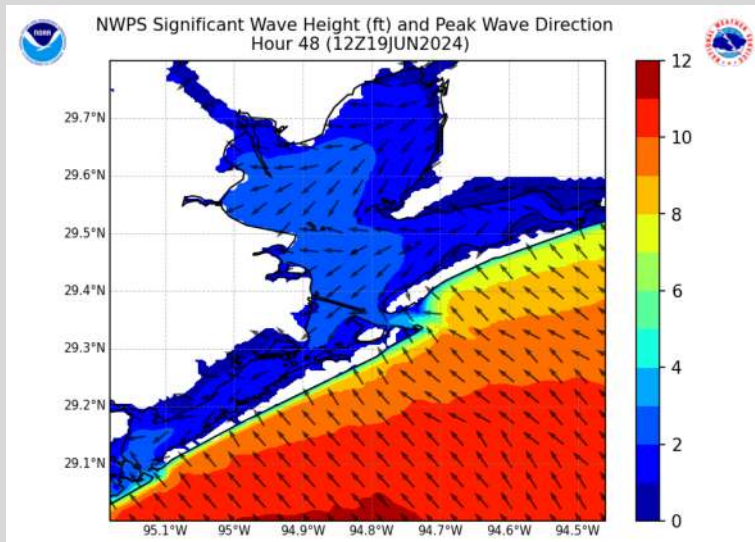 NWPS Significant Wave Height (ft) and Peak Wave Direction
Hour 48 (12Z19JUN2024)
NOAA
29.7°N
29.6°N
29.5°N
29.4°N
29.3°N
29.2°N
29.1°N
95.1°W 95°W 94.9°W 94.8°W 94.7°W 94.6°W 94.5°W
12
10
8
6
4
2
0